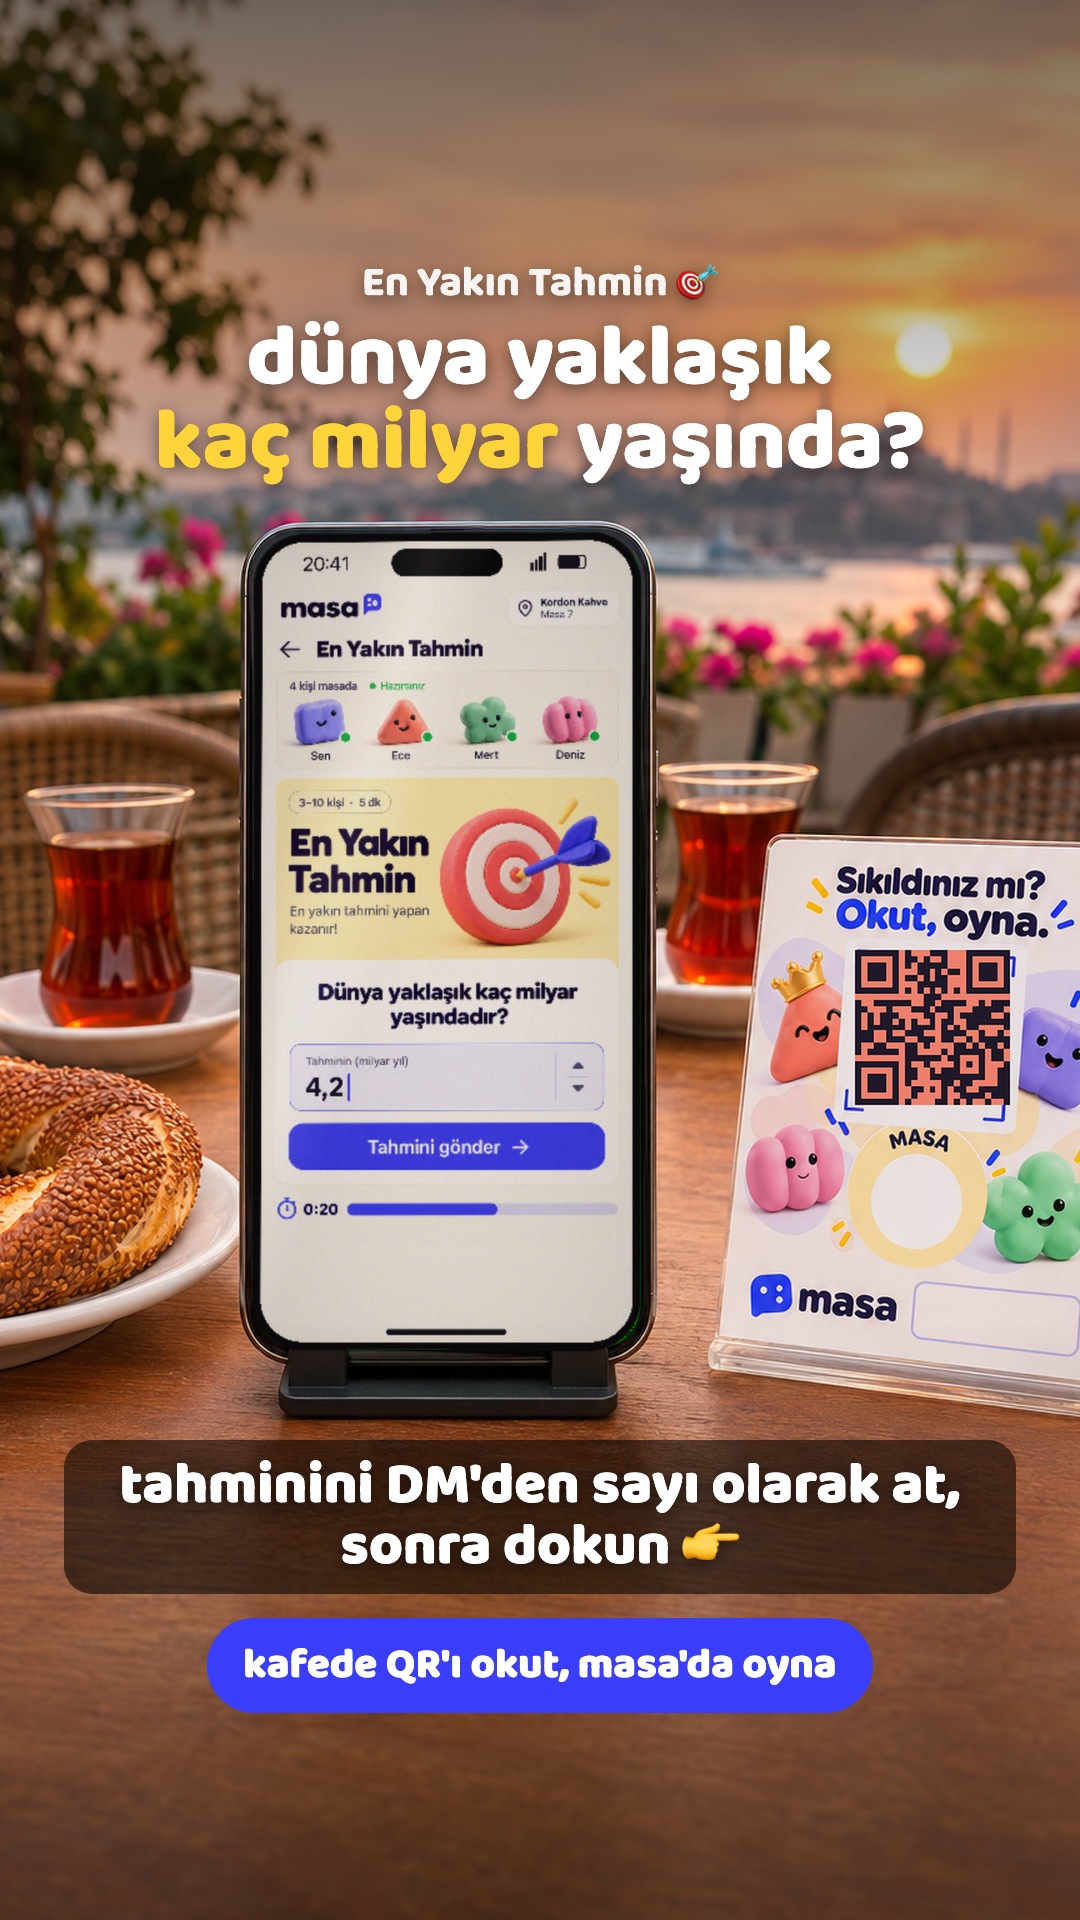 En Yakın Tahmin 🎯
dünya yaklaşık
kaç milyar yaşında?
20:41
masa
Kordon Kahve
Masa 7
← En Yakın Tahmin
4 kişi masada • Hazırsınız
Sen Ece Mert Deniz
3-10 kişi • 5 dk
En Yakın
Tahmin
En yakın tahmini yapan
kazanır!
Dünya yaklaşık kaç milyar
yaşındadır?
Tahminin (milyar yıl)
4,2
Tahmini gönder →
0:20
Sıkıldınız mı?
Okut, oyna.
MASA
masa
tahminini DM'den sayı olarak at,
sonra dokun 👉
kafede QR'ı okut, masa'da oyna